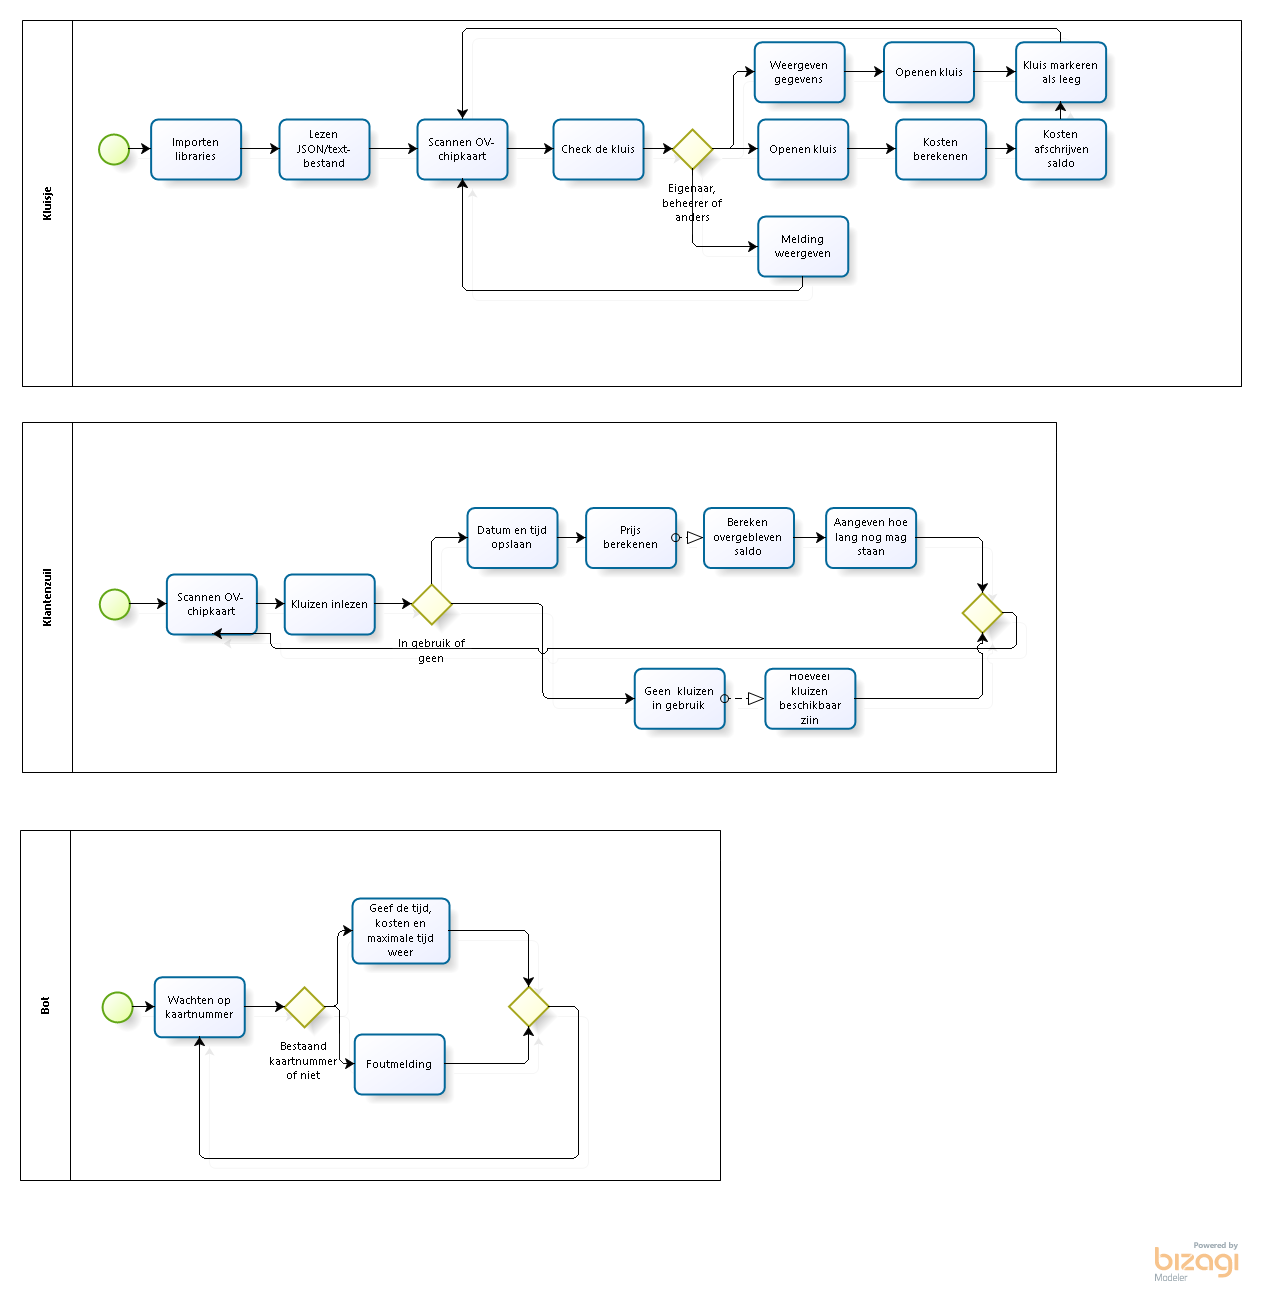 Kluisje
Importen
libraries
Lezen
JSON/text-
bestand
Scannen OV-
chipkaart
Check de kluis
Eigenaar,
beheerer of
anders
Weergeven
gegevens
Openen kluis
Kluis markeren
als leeg
Openen kluis
Kosten
berekenen
Kosten
afschrijven
saldo
Melding
weergeven
Klantenzuil
Scannen OV-
chipkaart
Kluizen inlezen
In gebruik of
geen
Datum en tijd
opslaan
Prijs
berekenen
Bereken
overgebleven
saldo
Aangeven hoe
lang nog mag
staan
Geen kluizen
in gebruik
Hoeveel
kluizen
beschikbaar
zijn
Bot
Wachten op
kaartnummer
Bestaand
kaartnummer
of niet
Geef de tijd,
kosten en
maximale tijd
weer
Foutmelding
Powered by
bizagi
Modeler